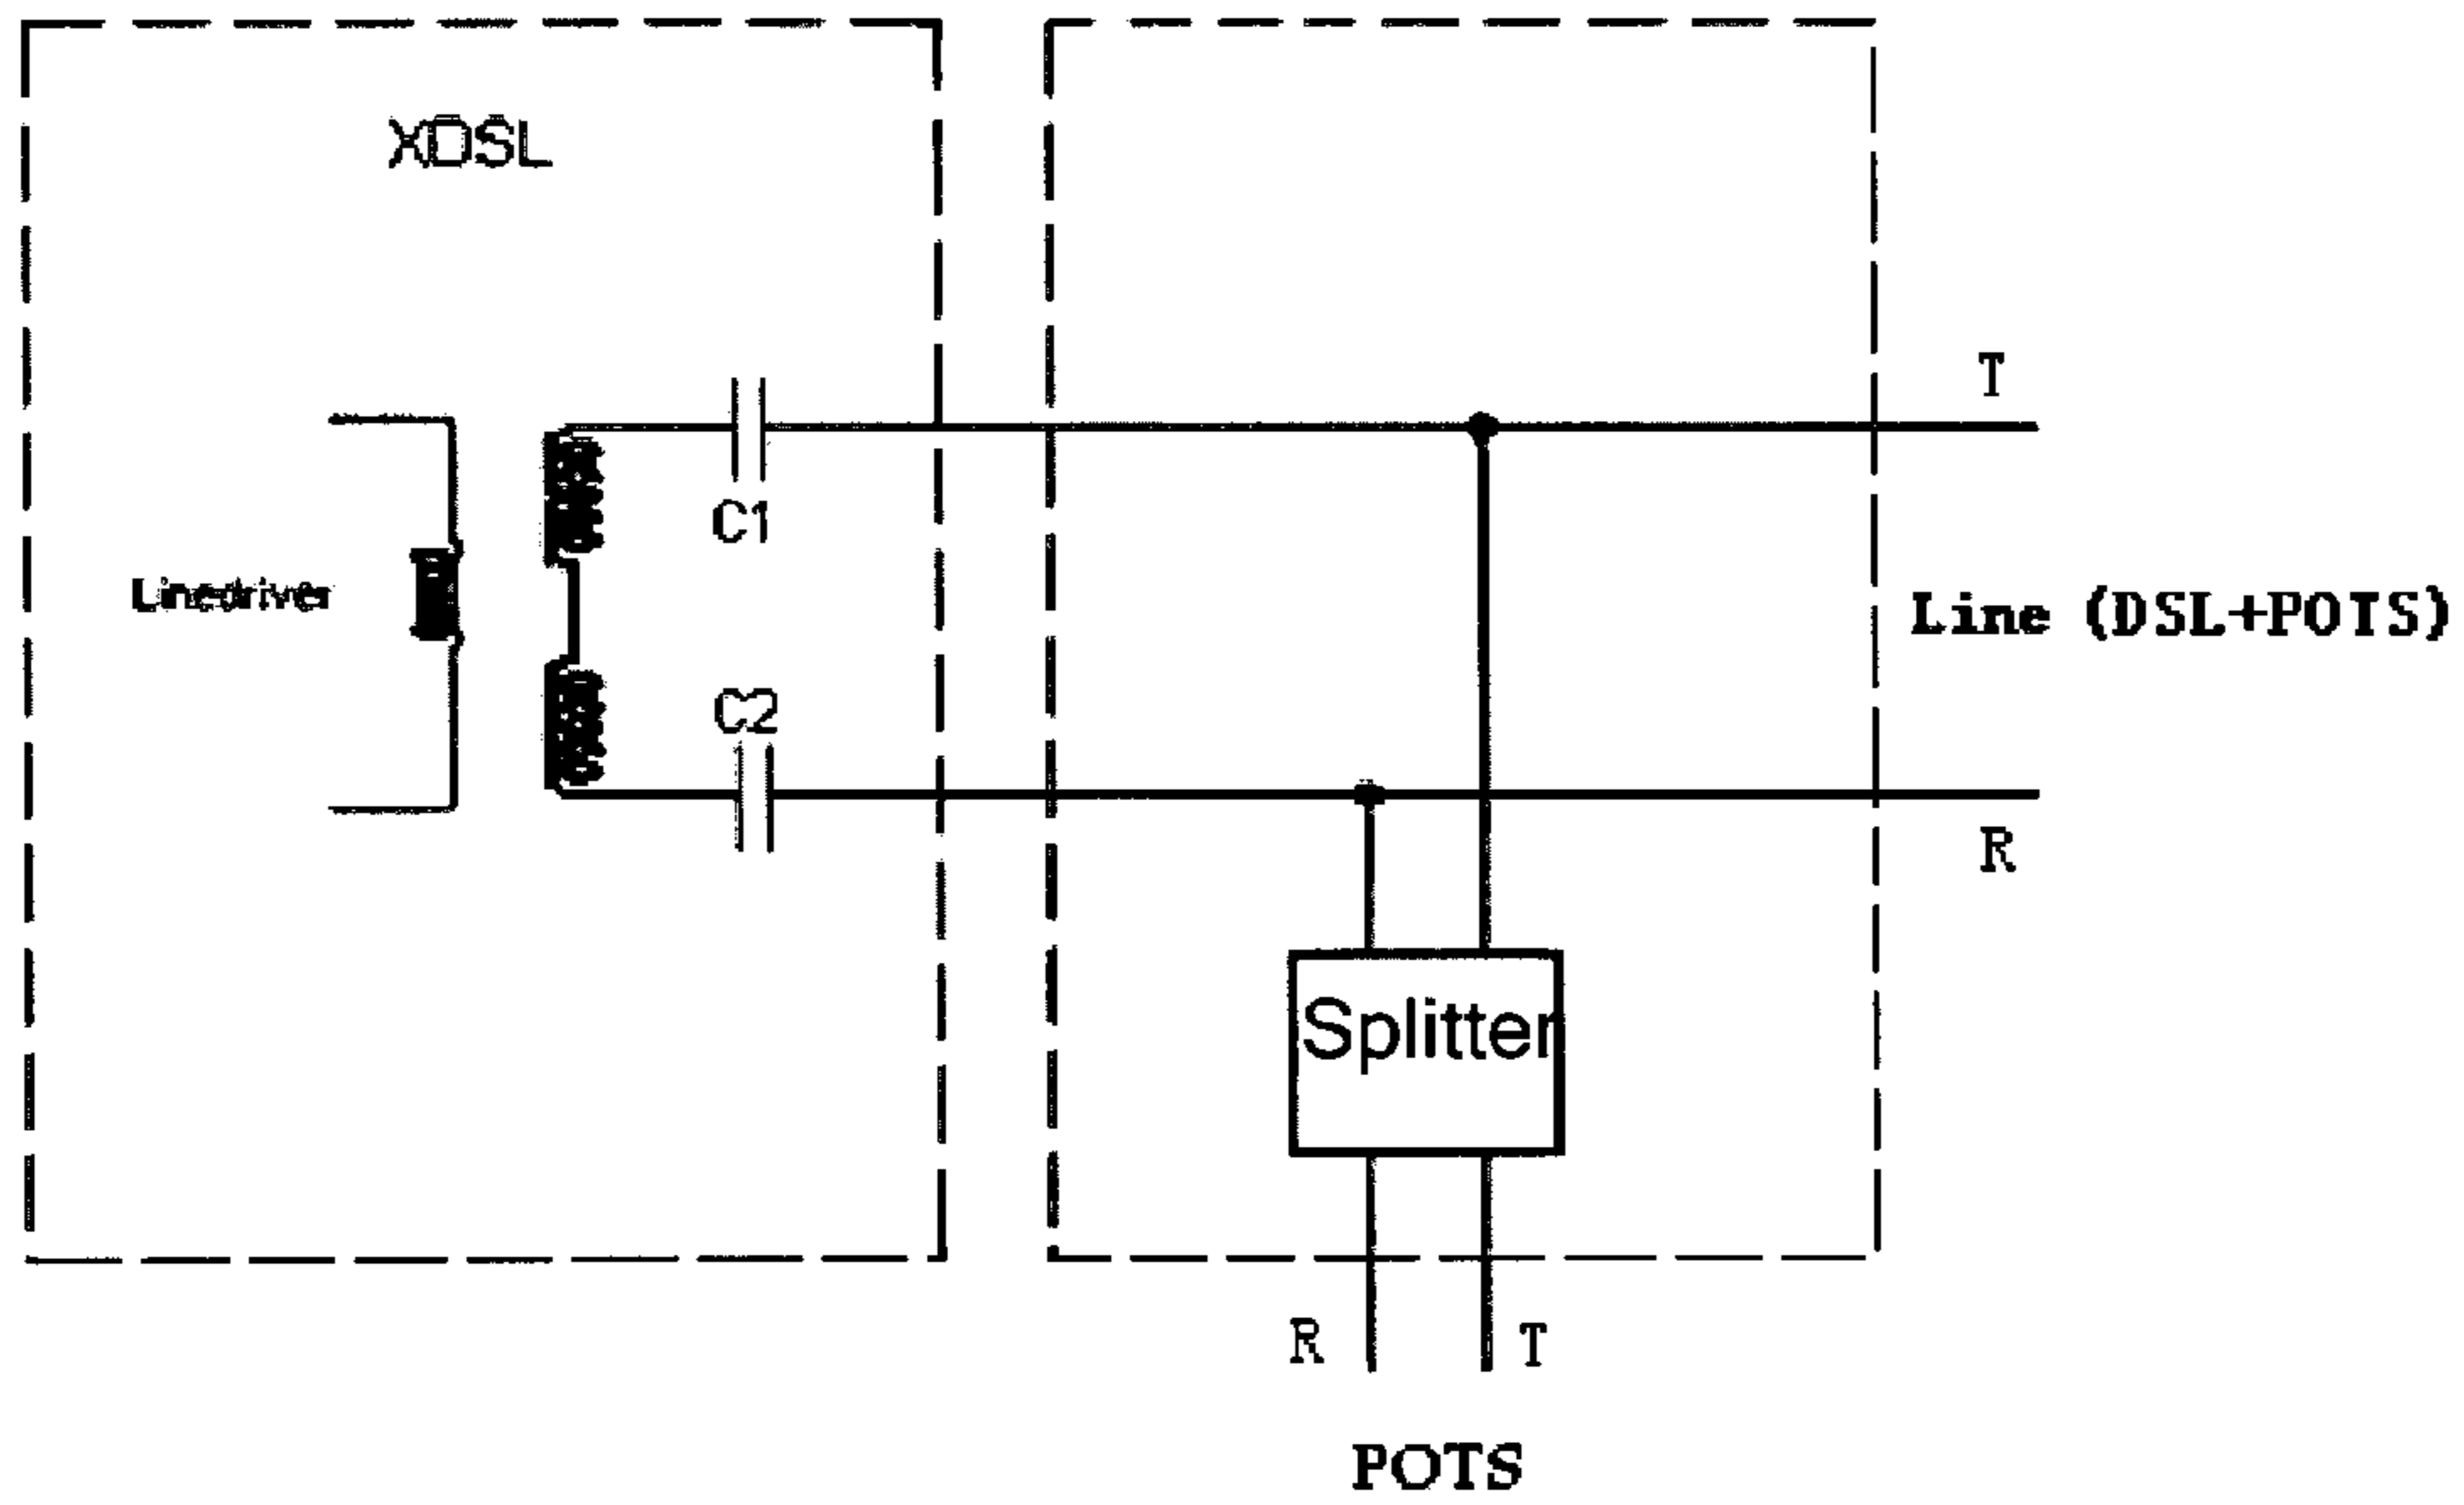 XDSL
T
C1
Linedriver
Line (DSL+POTS)
C2
R
Splitter
R
T
POTS